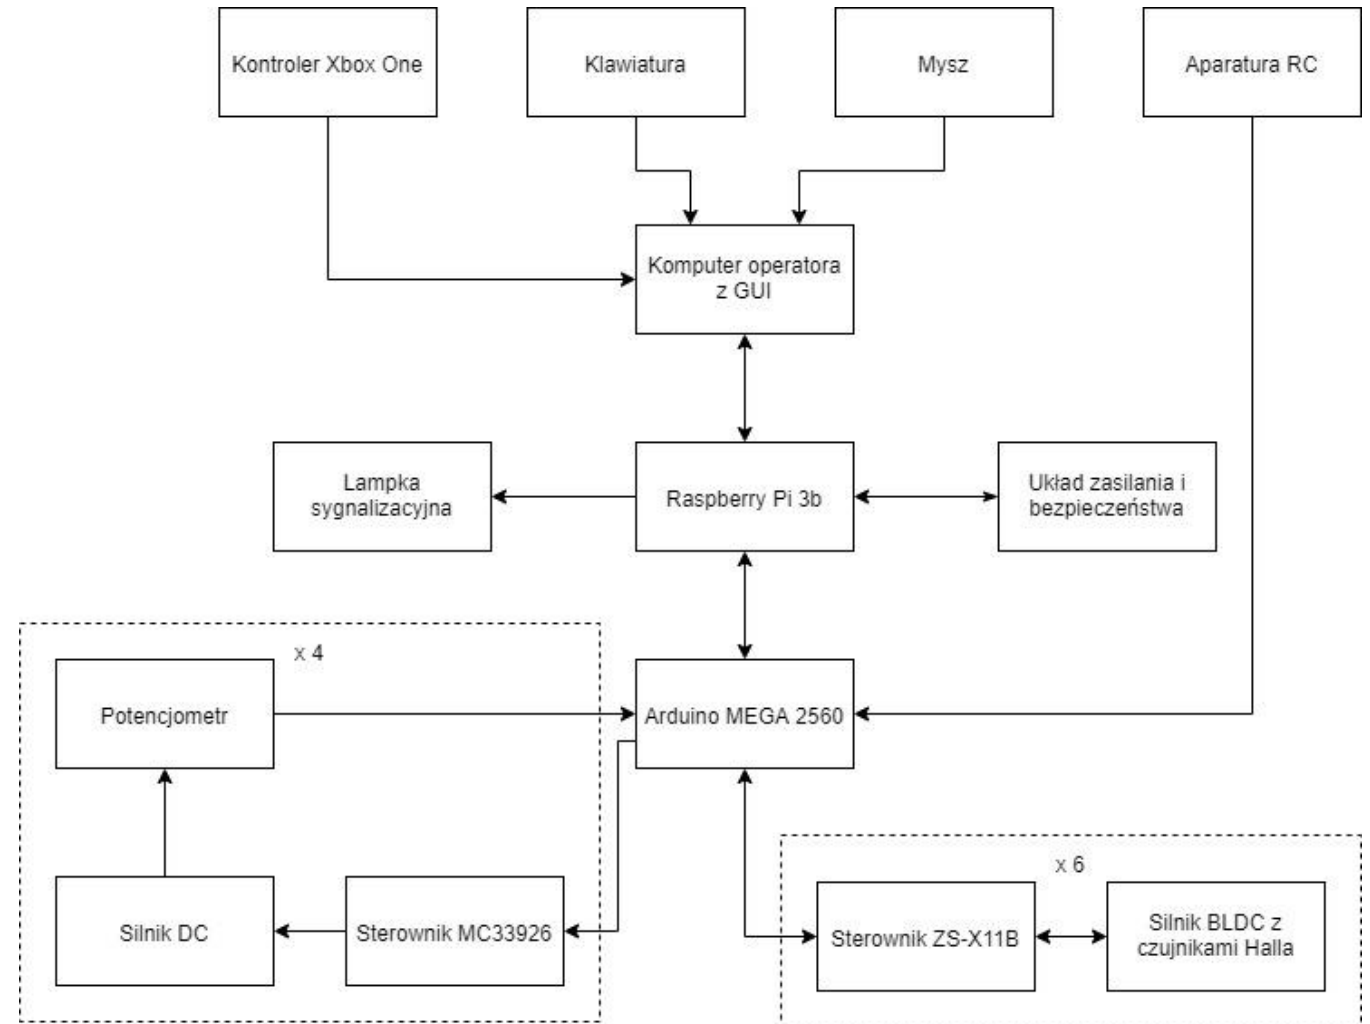 Kontroler Xbox One
Klawiatura
Mysz
Aparatura RC
Komputer operatora
z GUI
Lampka
sygnalizacyjna
Raspberry Pi 3b
Układ zasilania i
bezpieczeństwa
x 4
Potencjometr
Arduino MEGA 2560
x 6
Silnik DC
Sterownik MC33926
Sterownik ZS-X11B
Silnik BLDC z
czujnikami Halla